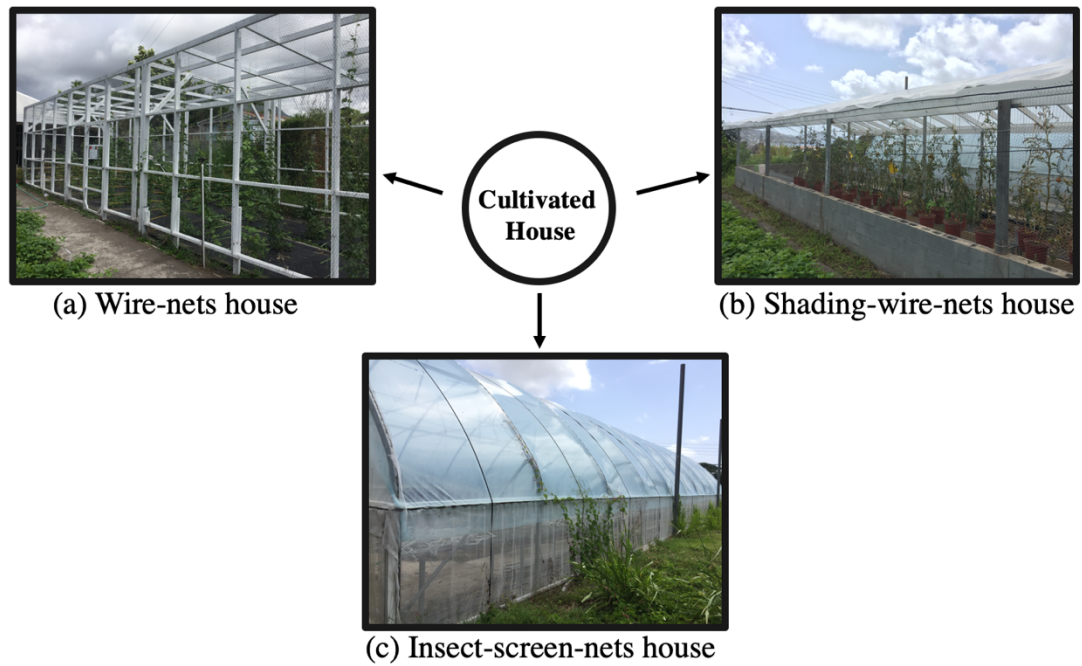 Cultivated
House
(a) Wire-nets house
(b) Shading-wire-nets house
(c) Insect-screen-nets house